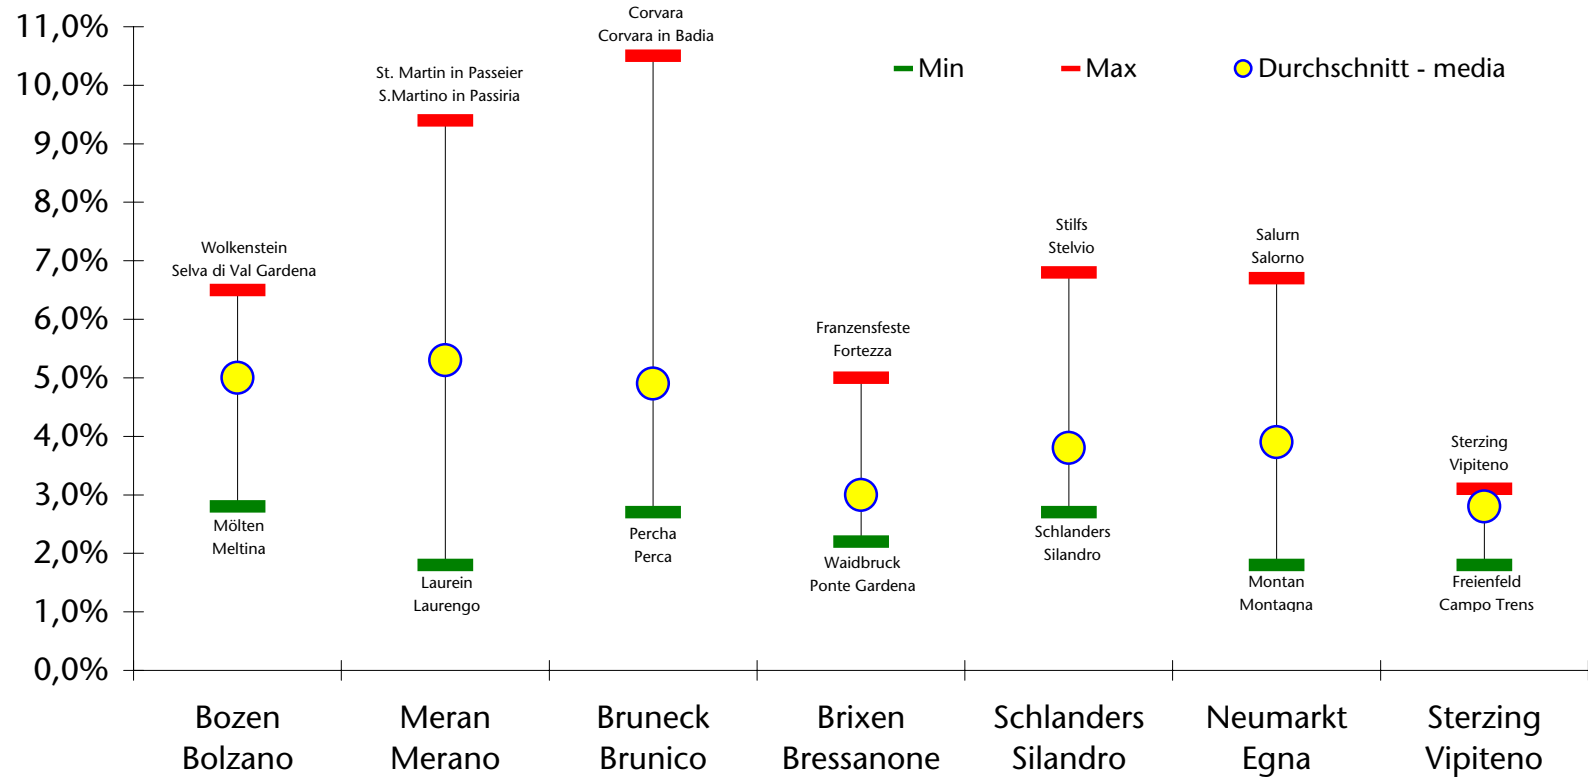 11,0%
10,0%
9,0%
8,0%
7,0%
6,0%
5,0%
4,0%
3,0%
2,0%
1,0%
0,0%
Min
Max
Durchschnitt - media
Wolkenstein
Selva di Val Gardena
Mölten
Meltina
St. Martin in Passeier
S.Martino in Passiria
Laurein
Laurengo
Corvara
Corvara in Badia
Percha
Perca
Franzensfeste
Fortezza
Waidbruck
Ponte Gardena
Stilfs
Stelvio
Schlanders
Silandro
Salurn
Salorno
Montan
Montagna
Sterzing
Vipiteno
Freienfeld
Campo Trens
Bozen
Bolzano
Meran
Merano
Bruneck
Brunico
Brixen
Bressanone
Schlanders
Silandro
Neumarkt
Egna
Sterzing
Vipiteno